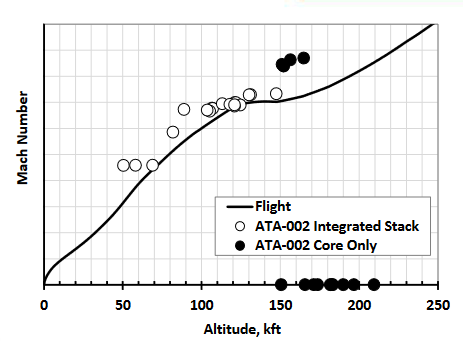 Mach Number
Flight
ATA-002 Integrated Stack
ATA-002 Core Only
0 50 100 150 200 250
Altitude, kft